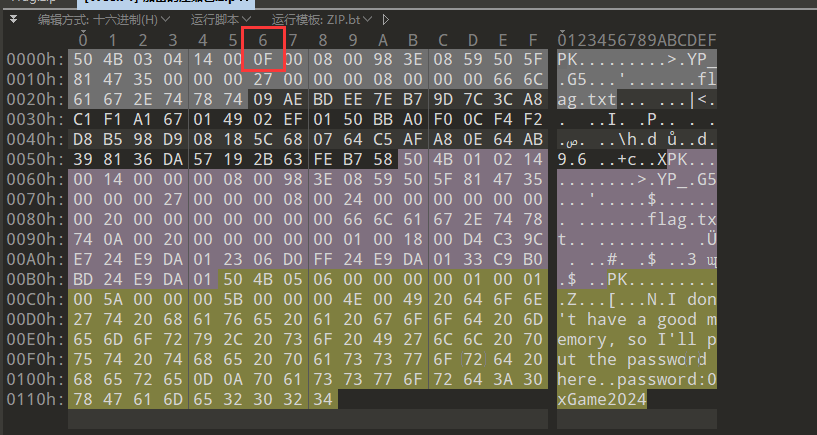 编辑方式: 十六进制(H) 运行脚本 运行模板: ZIP.bt
0 1 2 3 4 5 6 7 8 9 A B C D E F 0123456789ABCDEF
0000h: 50 4B 03 04 14 00 0F 00 08 00 98 3E 08 59 50 5F PK.........>.YP_
0010h: 81 47 35 00 00 00 27 00 00 00 08 00 00 00 66 6C .G5...'.......fl
0020h: 61 67 2E 74 78 74 09 AE BD EE 7E B7 9D 7C 3C A8 ag.txt
0030h: C1 F1 A1 67 01 49 02 EF 01 50 BB A0 F0 0C F4 F2
0040h: D8 B5 98 D9 08 18 5C 68 07 64 C5 AF A8 0E 64 AB
0050h: 39 81 36 DA 57 19 2B 63 FE B7 58 50 4B 01 02 14
0060h: 00 14 00 00 00 08 00 98 3E 08 59 50 5F 81 47 35 .........>.YP_.G5
0070h: 00 00 00 27 00 00 00 08 00 24 00 00 00 00 00 00 ...'.....$......
0080h: 00 20 00 00 00 00 00 00 00 66 6C 61 67 2E 74 78 . .......flag.tx
0090h: 74 0A 00 20 00 00 00 00 00 01 00 18 00 D4 C3 9C
00A0h: E7 24 E9 DA 01 23 06 D0 FF 24 E9 DA 01 33 C9 B0
00B0h: BD 24 E9 DA 01 50 4B 05 06 00 00 00 00 01 00 01
00C0h: 00 5A 00 00 00 5B 00 00 00 4E 00 49 20 64 6F 6E .Z...[...N.I don
00D0h: 27 74 20 68 61 76 65 20 61 20 67 6F 6F 64 20 6D 't have a good m
00E0h: 65 6D 6F 72 79 2C 20 73 6F 20 49 27 6C 6C 20 70 emory, so I'll p
00F0h: 75 74 20 74 68 65 20 70 61 73 73 77 6F 72 64 20 ut the password
0100h: 68 65 72 65 0D 0A 70 61 73 73 77 6F 72 64 3A 30 here..password:0
0110h: 78 47 61 6D 65 32 30 32 34 xGame2024